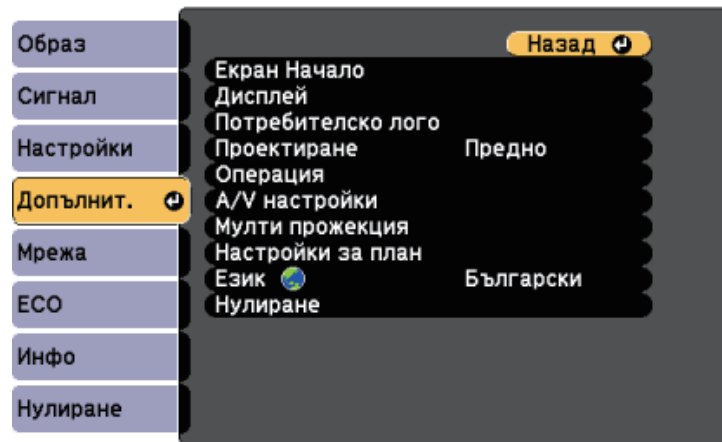 Образ
Сигнал
Настройки
Допълнит.
Мрежа
ECO
Инфо
Нулиране
Назад
Екран Начало
Дисплей
Потребителско лого
Проектиране Предно
Операция
A/V настройки
Мулти прожекция
Настройки за план
Език Български
Нулиране